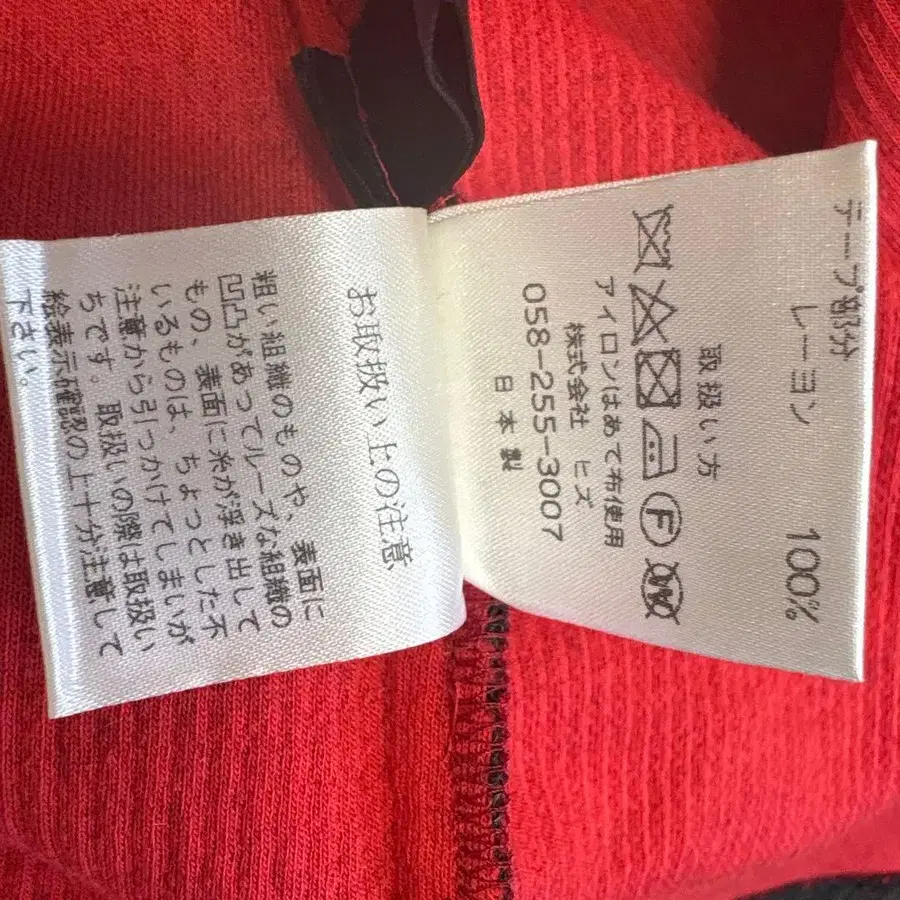 テープ部分
レーヨン 100%
取扱い方
F
アイロンはあて布使用
株式会社 ヒズ
058-255-3007
日本製
お取扱い上の注意
粗い組織のものや、表面に
凹凸があってルーズな組織の
もの、表面に糸が浮き出して
いるものは、ちょっとした不
注意から引っかけてしまいが
ちです。取扱いの際は取扱い
絵表示確認の上十分注意して
下さい。